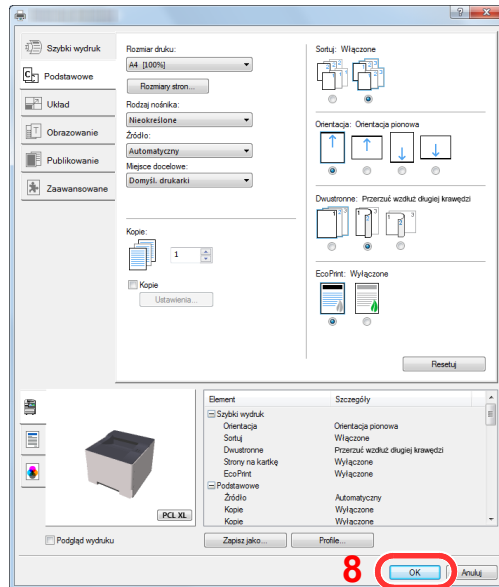 Szybki wydruk
Podstawowe
Układ
Obrazowanie
Publikowanie
Zaawansowane
Rozmiar druku:
A4 [100%]
Rozmiary stron...
Rodzaj nośnika:
Nieokreślone
Źródło:
Automatyczny
Miejsce docelowe:
Domyśl. drukarki
Kopie:
1
Kopie
Ustawienia...
Sortuj: Włączone
Orientacja: Orientacja pionowa
Dwustronne: Przerzuć wzdłuż długiej krawędzi
EcoPrint: Wyłączone
Resetuj
PCL XL
Podgląd wydruku
Element Szczegóły
Szybki wydruk
Orientacja Orientacja pionowa
Sortuj Włączone
Dwustronne Przerzuć wzdłuż długiej krawędzi
Strony na kartkę Wyłączone
EcoPrint Wyłączone
Podstawowe
Źródło Automatyczny
Kopie Wyłączone
Kopie Wyłączone
Zapisz jako... Profile...
8 OK Anuluj